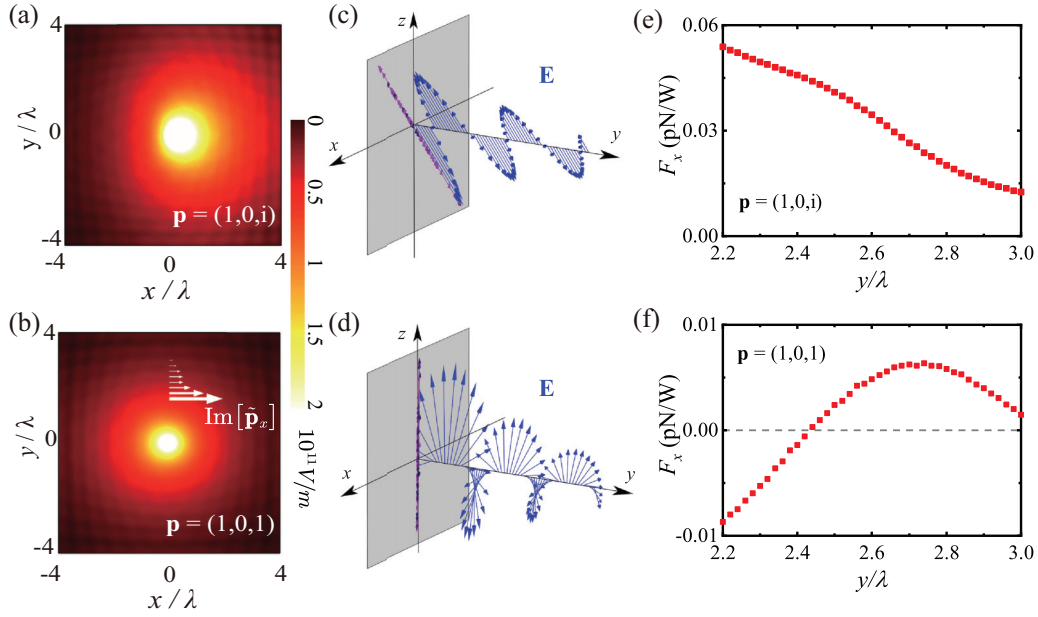 (a)
4
y / λ
0
-4
-4
0
4
x / λ
p = (1,0,i)
0
0.5
1
1.5
2
10¹¹V/m
(b)
4
y / λ
0
-4
-4
0
4
x / λ
Im[p̃ₓ]
p = (1,0,1)
(c)
z
x
y
E
(d)
z
x
y
E
(e)
0.06
0.03
0.00
Fₓ (pN/W)
p = (1,0,i)
2.2
2.4
2.6
2.8
3.0
y/λ
(f)
0.01
0.00
-0.01
Fₓ (pN/W)
p = (1,0,1)
2.2
2.4
2.6
2.8
3.0
y/λ